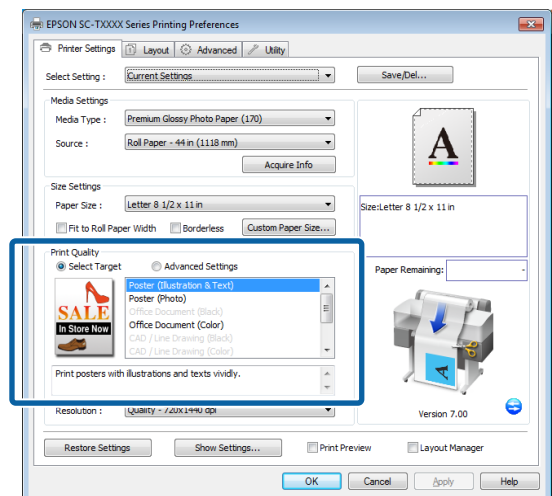 EPSON SC-TXXXX Series Printing Preferences
Printer Settings Layout Advanced Utility
Select Setting : Current Settings Save/Del...
Media Settings
Media Type : Premium Glossy Photo Paper (170)
Source : Roll Paper - 44 in (1118 mm)
Acquire Info
A
Size Settings
Paper Size : Letter 8 1/2 x 11 in
Size:Letter 8 1/2 x 11 in
Fit to Roll Paper Width Borderless Custom Paper Size...
Print Quality
Select Target Advanced Settings
Paper Remaining: -
SALE
In Store Now
Poster (Illustration & Text)
Poster (Photo)
Office Document (Black)
Office Document (Color)
CAD / Line Drawing (Black)
CAD / Line Drawing (Color)
Print posters with illustrations and texts vividly.
A
Resolution : Quality - 720x1440 dpi
Version 7.00
Restore Settings Show Settings... Print Preview Layout Manager
OK Cancel Apply Help